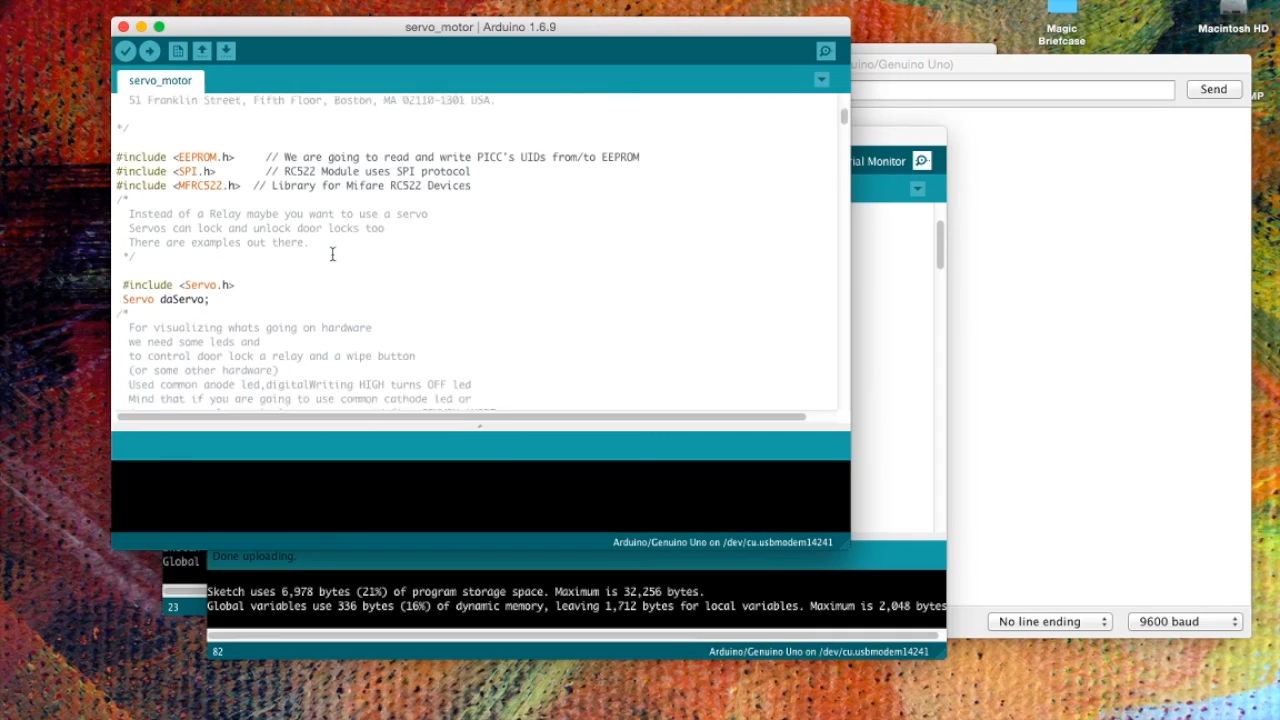 servo_motor | Arduino 1.6.9
Magic
Briefcase
Macintosh HD
uino/Genuino Uno)
servo_motor
Send
MP
51 Franklin Street, Fifth Floor, Boston, MA 02110-1301 USA.
*/
#include <EEPROM.h> // We are going to read and write PICC's UIDs from/to EEPROM
#include <SPI.h> // RC522 Module uses SPI protocol
#include <MFRC522.h> // Library for Mifare RC522 Devices
rial Monitor
/*
Instead of a Relay maybe you want to use a servo
Servos can lock and unlock door locks too
There are examples out there.
*/
#include <Servo.h>
Servo daServo;
/*
For visualizing whats going on hardware
we need some leds and
to control door lock a relay and a wipe button
(or some other hardware)
Used common anode led,digitalWriting HIGH turns OFF led
Mind that if you are going to use common cathode led or
Arduino/Genuino Uno on /dev/cu.usbmodem14241
Done uploading.
Global
Sketch uses 6,978 bytes (21%) of program storage space. Maximum is 32,256 bytes.
23
Global variables use 336 bytes (16%) of dynamic memory, leaving 1,712 bytes for local variables. Maximum is 2,048 bytes
No line ending
9600 baud
82
Arduino/Genuino Uno on /dev/cu.usbmodem14241